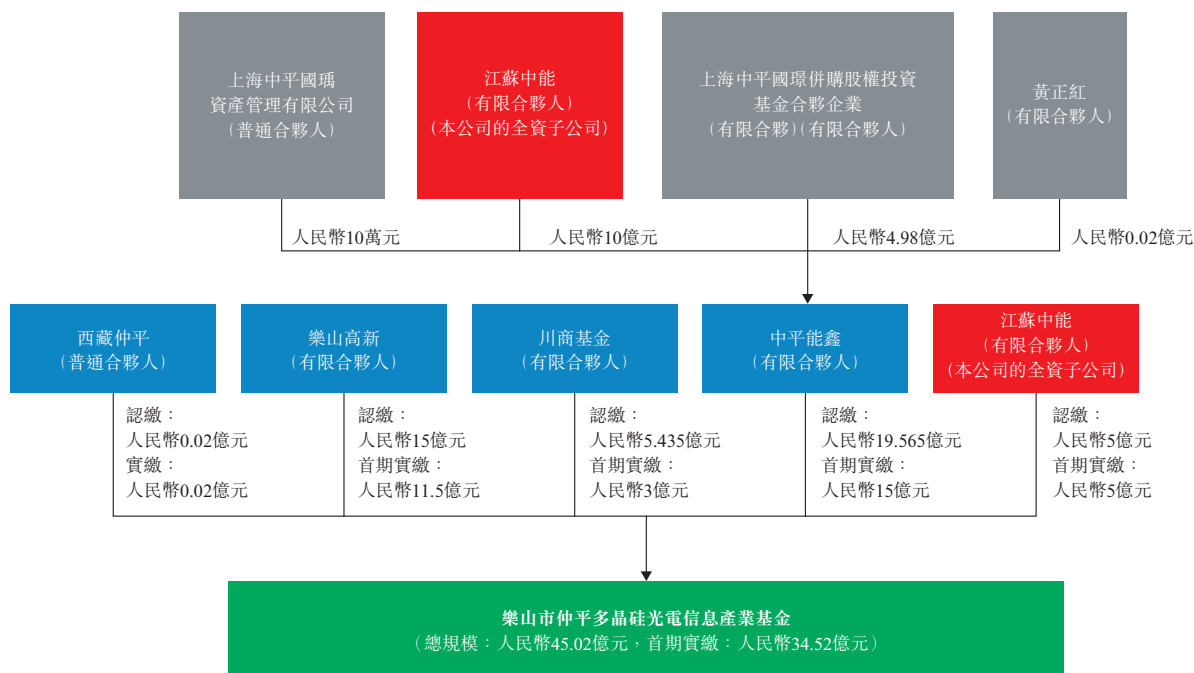 上海中平國瑀
資產管理有限公司
(普通合夥人)
江蘇中能
(有限合夥人)
(本公司的全資子公司)
上海中平國璟併購股權投資
基金合夥企業
(有限合夥)(有限合夥人)
黃正紅
(有限合夥人)
人民幣10萬元
人民幣10億元
人民幣4.98億元
人民幣0.02億元
西藏仲平
(普通合夥人)
樂山高新
(有限合夥人)
川商基金
(有限合夥人)
中平能鑫
(有限合夥人)
江蘇中能
(有限合夥人)
(本公司的全資子公司)
認繳：
人民幣0.02億元
實繳：
人民幣0.02億元
認繳：
人民幣15億元
首期實繳：
人民幣11.5億元
認繳：
人民幣5.435億元
首期實繳：
人民幣3億元
認繳：
人民幣19.565億元
首期實繳：
人民幣15億元
認繳：
人民幣5億元
首期實繳：
人民幣5億元
樂山市仲平多晶硅光電信息產業基金
(總規模：人民幣45.02億元，首期實繳：人民幣34.52億元)